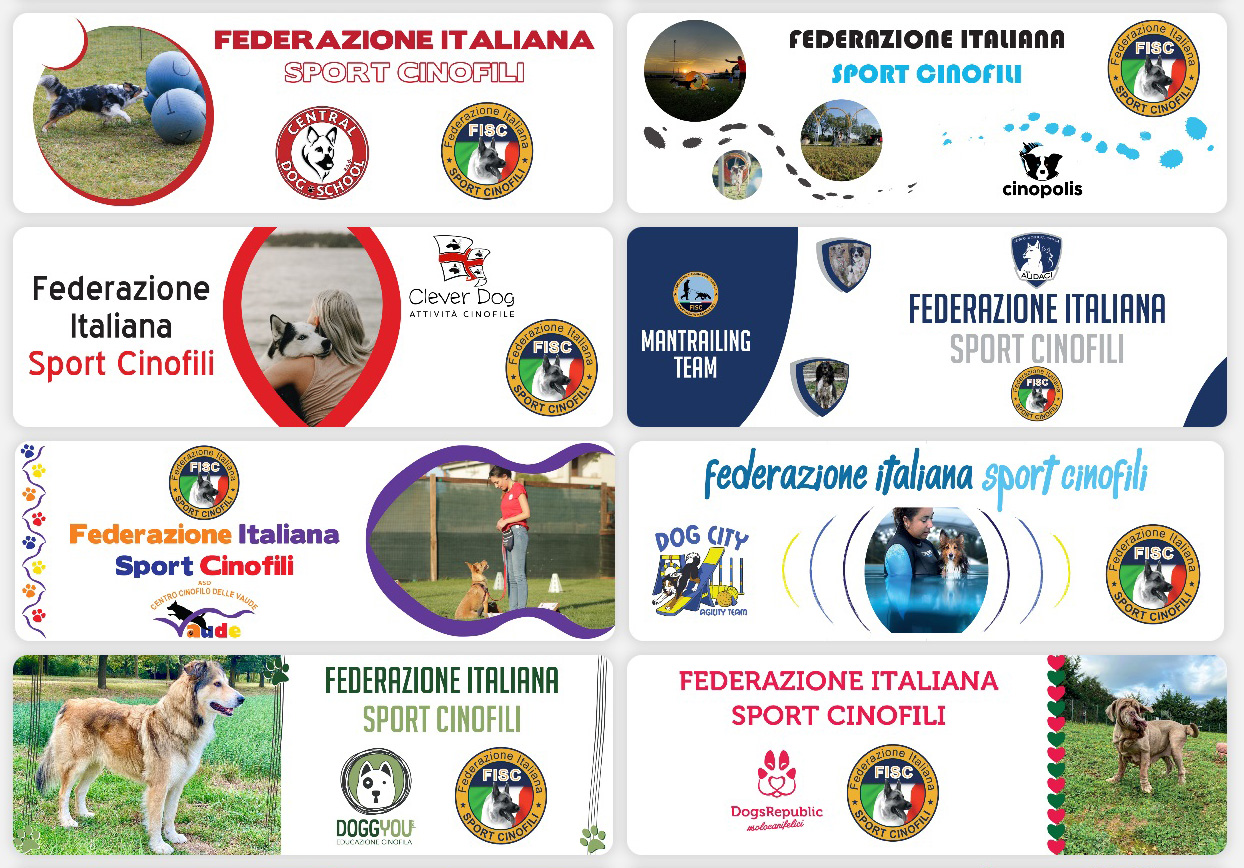 FEDERAZIONE ITALIANA
SPORT CINOFILI
CENTRAL
DOG SCHOOL
Federazione Italiana
FISC
SPORT CINOFILI
FEDERAZIONE ITALIANA
SPORT CINOFILI
Federazione Italiana
FISC
SPORT CINOFILI
cinopolis
Federazione
Italiana
Sport Cinofili
Clever Dog
ATTIVITÀ CINOFILE
Federazione Italiana
FISC
SPORT CINOFILI
FISC
MANTRAILING
TEAM
AUDACI
FEDERAZIONE ITALIANA
SPORT CINOFILI
Federazione Italiana
FISC
SPORT CINOFILI
Federazione Italiana
FISC
SPORT CINOFILI
Federazione Italiana
Sport Cinofili
ASD
CENTRO CINOFILO DELLE VAUDE
Vaude
federazione italiana sport cinofili
DOG CITY
AGILITY TEAM
Federazione Italiana
FISC
SPORT CINOFILI
FEDERAZIONE ITALIANA
SPORT CINOFILI
DOGGYOU
EDUCAZIONE CINOFILA
Federazione Italiana
FISC
SPORT CINOFILI
FEDERAZIONE ITALIANA
SPORT CINOFILI
DogsRepublic
#solocanifelici
Federazione Italiana
FISC
SPORT CINOFILI